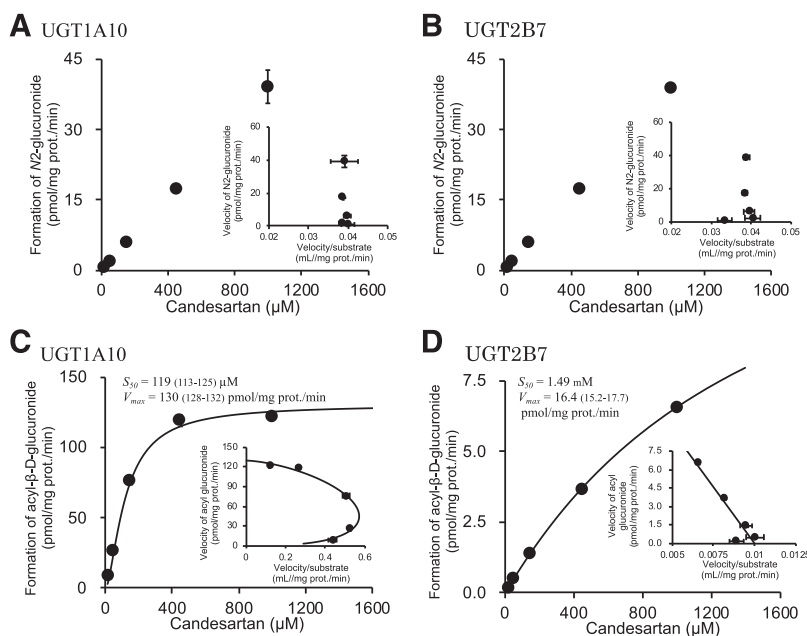 A UGT1A10
Formation of N2-glucuronide
(pmol/mg prot./min)
45
30
15
0
0 400 800 1200 1600
Candesartan (µM)
Velocity of N2-glucuronide
(pmol/mg prot./min)
60
40
20
0
0.02 0.03 0.04 0.05
Velocity/substrate
(mL//mg prot./min)
B UGT2B7
Formation of N2-glucuronide
(pmol/mg prot./min)
45
30
15
0
0 400 800 1200 1600
Candesartan (µM)
Velocity of N2-glucuronide
(pmol/mg prot./min)
60
40
20
0
0.02 0.03 0.04 0.05
Velocity/substrate
(mL//mg prot./min)
C UGT1A10
S50 = 119 (113-125) µM
Vmax = 130 (128-132) pmol/mg prot./min
Formation of acyl-β-D-glucuronide
(pmol/mg prot./min)
150
100
50
0
0 400 800 1200 1600
Candesartan (µM)
Velocity of acyl glucuronide
(pmol/mg prot./min)
150
120
90
60
30
0
0 0.2 0.4 0.6
Velocity/substrate
(mL//mg prot./min)
D UGT2B7
S50 = 1.49 mM
Vmax = 16.4 (15.2-17.7)
pmol/mg prot./min
Formation of acyl-β-D-glucuronide
(pmol/mg prot./min)
7.5
5.0
2.5
0.0
0 400 800 1200 1600
Candesartan (µM)
Velocity of acyl
glucuronide
(pmol/mg prot./min)
7.5
6.0
4.5
3.0
1.5
0.0
0.005 0.0075 0.01 0.0125
Velocity/substrate
(mL//mg prot./min)